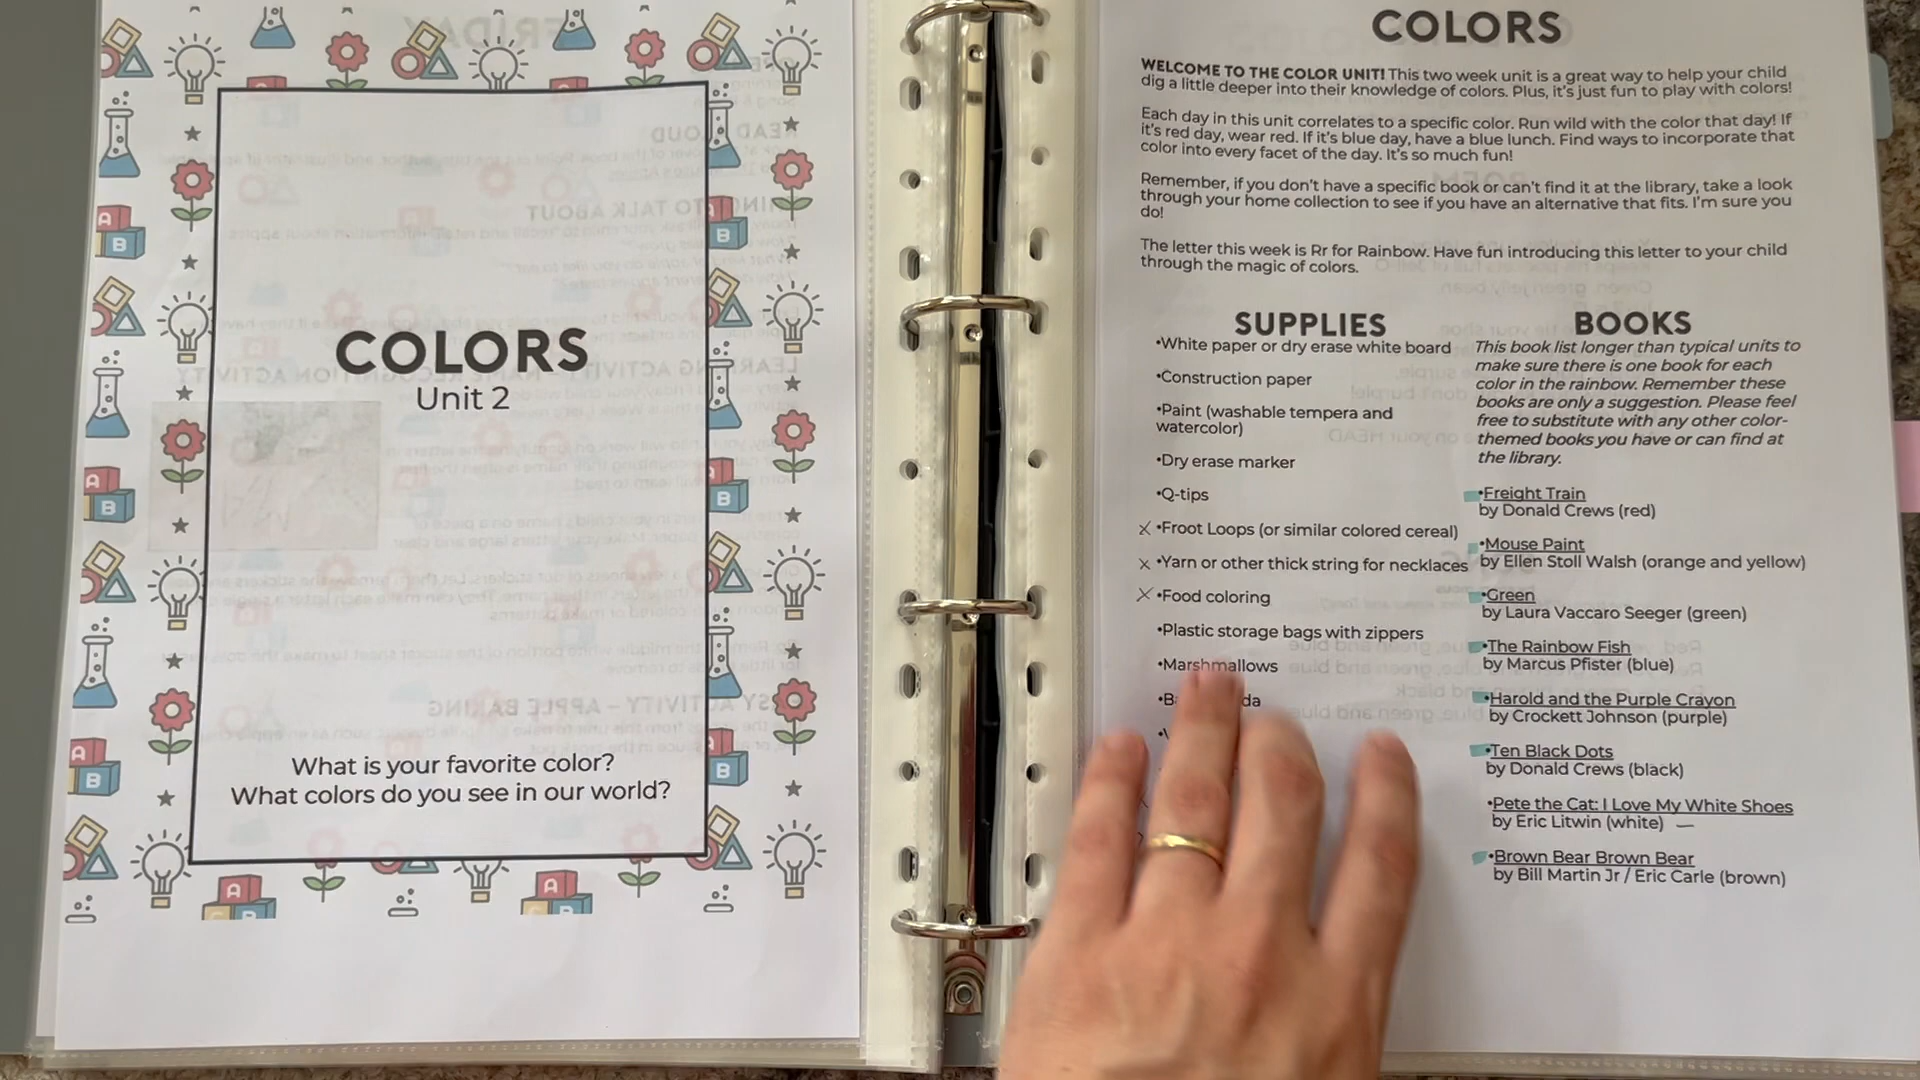 COLORS
Unit 2
What is your favorite color?
What colors do you see in our world?
COLORS
WELCOME TO THE COLOR UNIT! This two week unit is a great way to help your child
dig a little deeper into their knowledge of colors. Plus, it's just fun to play with colors!
Each day in this unit correlates to a specific color. Run wild with the color that day! If
it's red day, wear red. If it's blue day, have a blue lunch. Find ways to incorporate that
color into every facet of the day. It's so much fun!
Remember, if you don't have a specific book or can't find it at the library, take a look
through your home collection to see if you have an alternative that fits. I'm sure you
do!
The letter this week is Rr for Rainbow. Have fun introducing this letter to your child
through the magic of colors.
SUPPLIES
•White paper or dry erase white board
•Construction paper
•Paint (washable tempera and
watercolor)
•Dry erase marker
•Q-tips
x •Froot Loops (or similar colored cereal)
x •Yarn or other thick string for necklaces
x •Food coloring
•Plastic storage bags with zippers
•Marshmallows
BOOKS
This book list longer than typical units to
make sure there is one book for each
color in the rainbow. Remember these
books are only a suggestion. Please feel
free to substitute with any other color-
themed books you have or can find at
the library.
•Freight Train
by Donald Crews (red)
•Mouse Paint
by Ellen Stoll Walsh (orange and yellow)
•Green
by Laura Vaccaro Seeger (green)
•The Rainbow Fish
by Marcus Pfister (blue)
•Harold and the Purple Crayon
by Crockett Johnson (purple)
•Ten Black Dots
by Donald Crews (black)
•Pete the Cat: I Love My White Shoes
by Eric Litwin (white) —
•Brown Bear Brown Bear
by Bill Martin Jr / Eric Carle (brown)